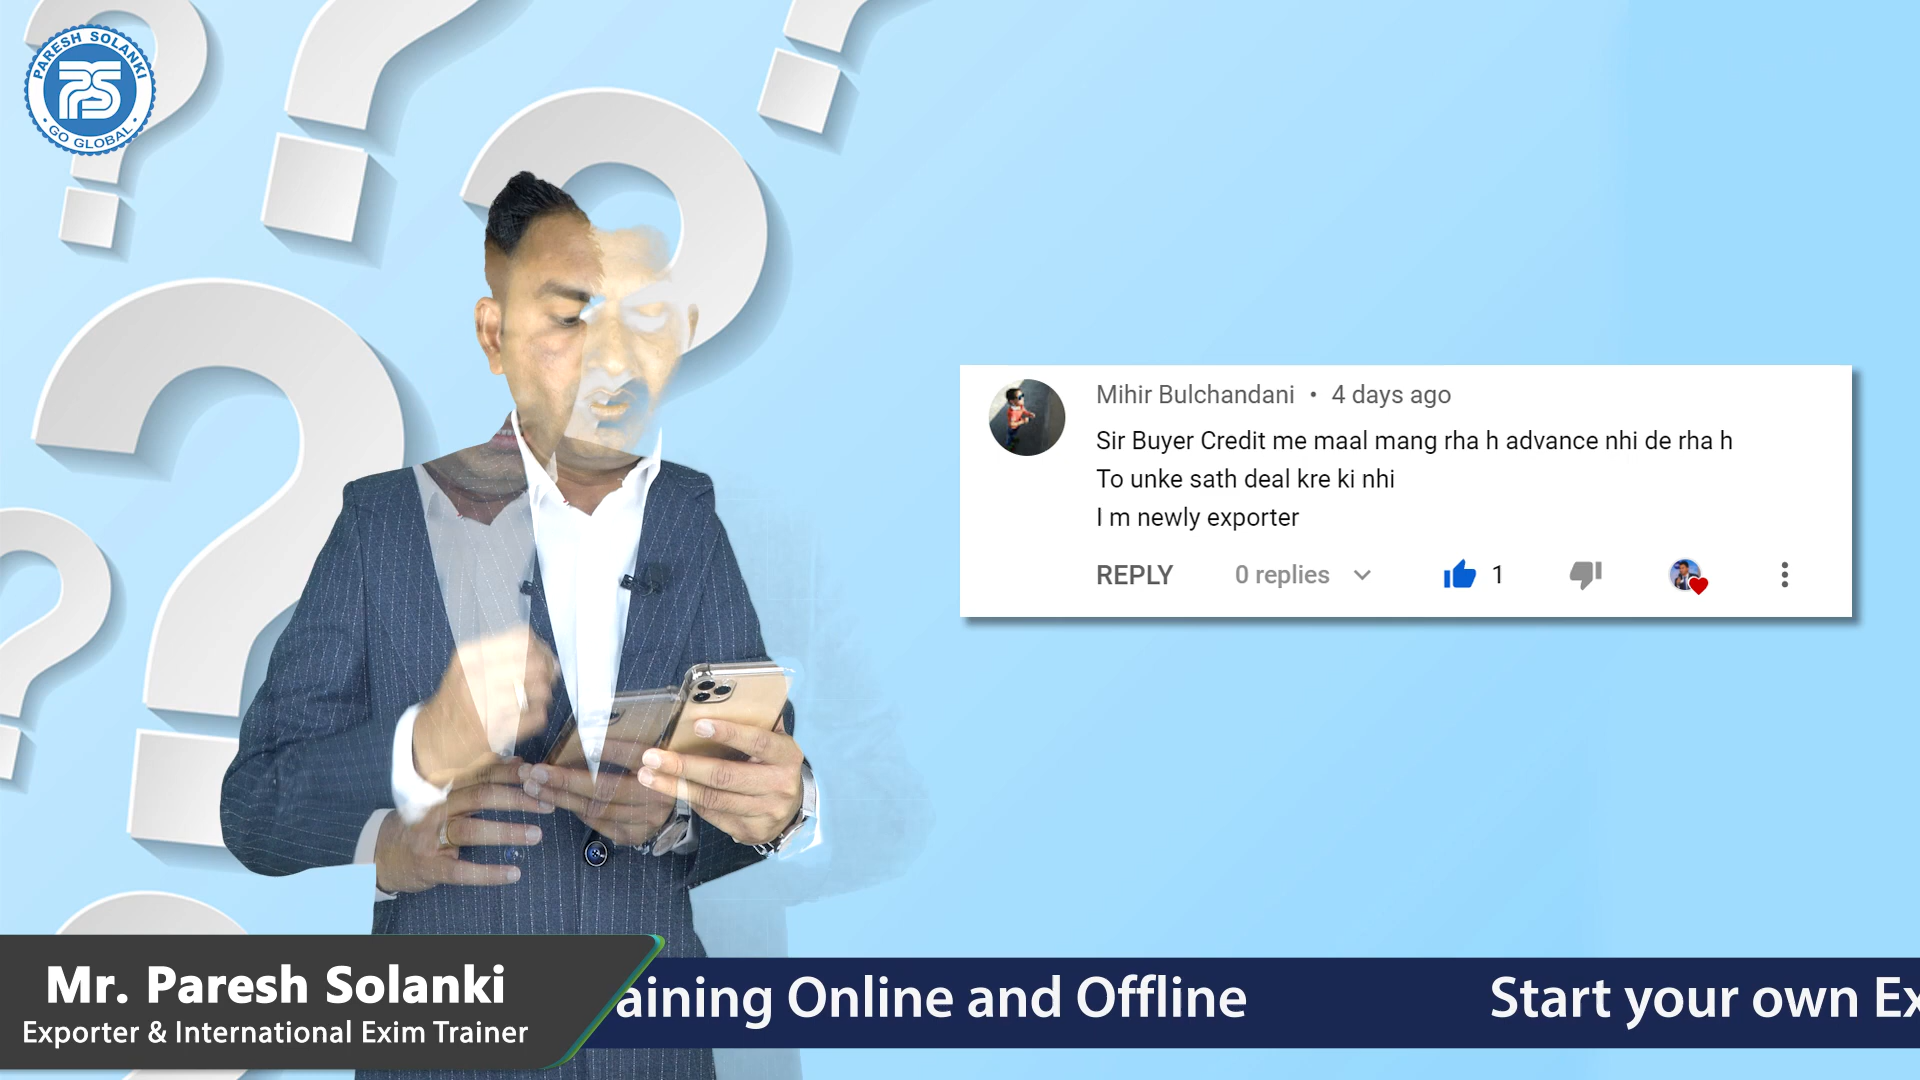 PARESH SOLANKI
PS
GO GLOBAL
Mihir Bulchandani • 4 days ago
Sir Buyer Credit me maal mang rha h advance nhi de rha h
To unke sath deal kre ki nhi
I m newly exporter
REPLY 0 replies 1
Mr. Paresh Solanki
Exporter & International Exim Trainer
aining Online and Offline Start your own Ex